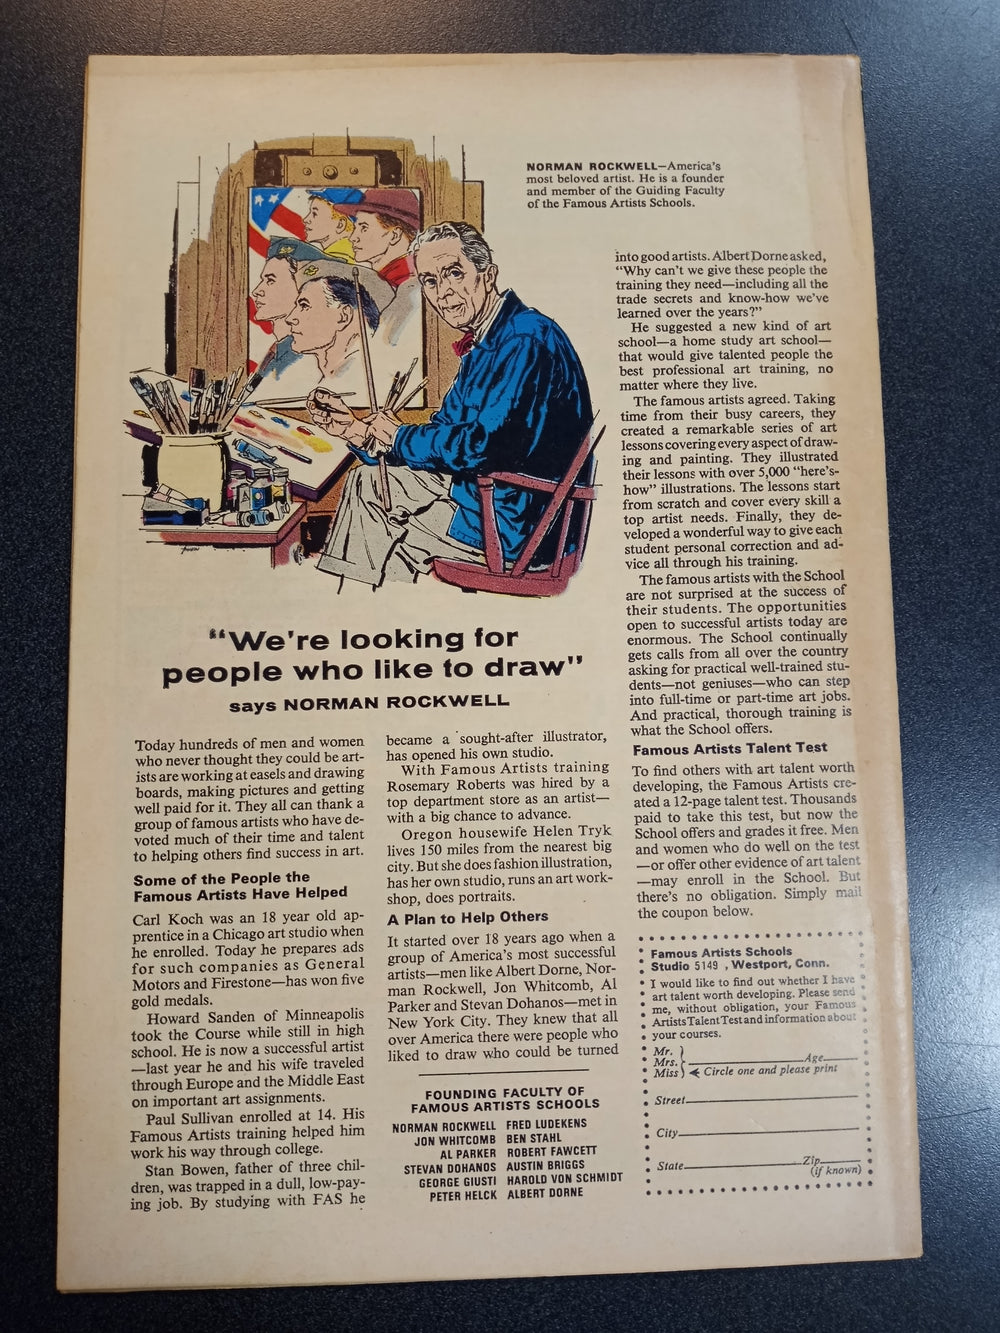 NORMAN ROCKWELL—America's
most beloved artist. He is a founder
and member of the Guiding Faculty
of the Famous Artists Schools.
"We're looking for
people who like to draw"
says NORMAN ROCKWELL
Today hundreds of men and women
who never thought they could be art-
ists are working at easels and drawing
boards, making pictures and getting
well paid for it. They all can thank a
group of famous artists who have de-
voted much of their time and talent
to helping others find success in art.
Some of the People the
Famous Artists Have Helped
Carl Koch was an 18 year old ap-
prentice in a Chicago art studio when
he enrolled. Today he prepares ads
for such companies as General
Motors and Firestone—has won five
gold medals.
Howard Sanden of Minneapolis
took the Course while still in high
school. He is now a successful artist
—last year he and his wife traveled
through Europe and the Middle East
on important art assignments.
Paul Sullivan enrolled at 14. His
Famous Artists training helped him
work his way through college.
Stan Bowen, father of three chil-
dren, was trapped in a dull, low-pay-
ing job. By studying with FAS he
became a sought-after illustrator,
has opened his own studio.
With Famous Artists training
Rosemary Roberts was hired by a
top department store as an artist—
with a big chance to advance.
Oregon housewife Helen Tryk
lives 150 miles from the nearest big
city. But she does fashion illustration,
has her own studio, runs an art work-
shop, does portraits.
A Plan to Help Others
It started over 18 years ago when a
group of America's most successful
artists—men like Albert Dorne, Nor-
man Rockwell, Jon Whitcomb, Al
Parker and Stevan Dohanos—met in
New York City. They knew that all
over America there were people who
liked to draw who could be turned
FOUNDING FACULTY OF
FAMOUS ARTISTS SCHOOLS
NORMAN ROCKWELL FRED LUDEKENS
JON WHITCOMB BEN STAHL
AL PARKER ROBERT FAWCETT
STEVAN DOHANOS AUSTIN BRIGGS
GEORGE GIUSTI HAROLD VON SCHMIDT
PETER HELCK ALBERT DORNE
into good artists. Albert Dorne asked,
"Why can't we give these people the
training they need—including all the
trade secrets and know-how we've
learned over the years?"
He suggested a new kind of art
school—a home study art school—
that would give talented people the
best professional art training, no
matter where they live.
The famous artists agreed. Taking
time from their busy careers, they
created a remarkable series of art
lessons covering every aspect of draw-
ing and painting. They illustrated
their lessons with over 5,000 "here's-
how" illustrations. The lessons start
from scratch and cover every skill a
top artist needs. Finally, they de-
veloped a wonderful way to give each
student personal correction and ad-
vice all through his training.
The famous artists with the School
are not surprised at the success of
their students. The opportunities
open to successful artists today are
enormous. The School continually
gets calls from all over the country
asking for practical well-trained stu-
dents—not geniuses—who can step
into full-time or part-time art jobs.
And practical, thorough training is
what the School offers.
Famous Artists Talent Test
To find others with art talent worth
developing, the Famous Artists cre-
ated a 12-page talent test. Thousands
paid to take this test, but now the
School offers and grades it free. Men
and women who do well on the test
—or offer other evidence of art talent
—may enroll in the School. But
there's no obligation. Simply mail
the coupon below.
Famous Artists Schools
Studio 5149 , Westport, Conn.
I would like to find out whether I have
art talent worth developing. Please send
me, without obligation, your Famous
Artists Talent Test and information about
your courses.
Mr.
Mrs. Age
Miss Circle one and please print
Street
City
State Zip
(if known)